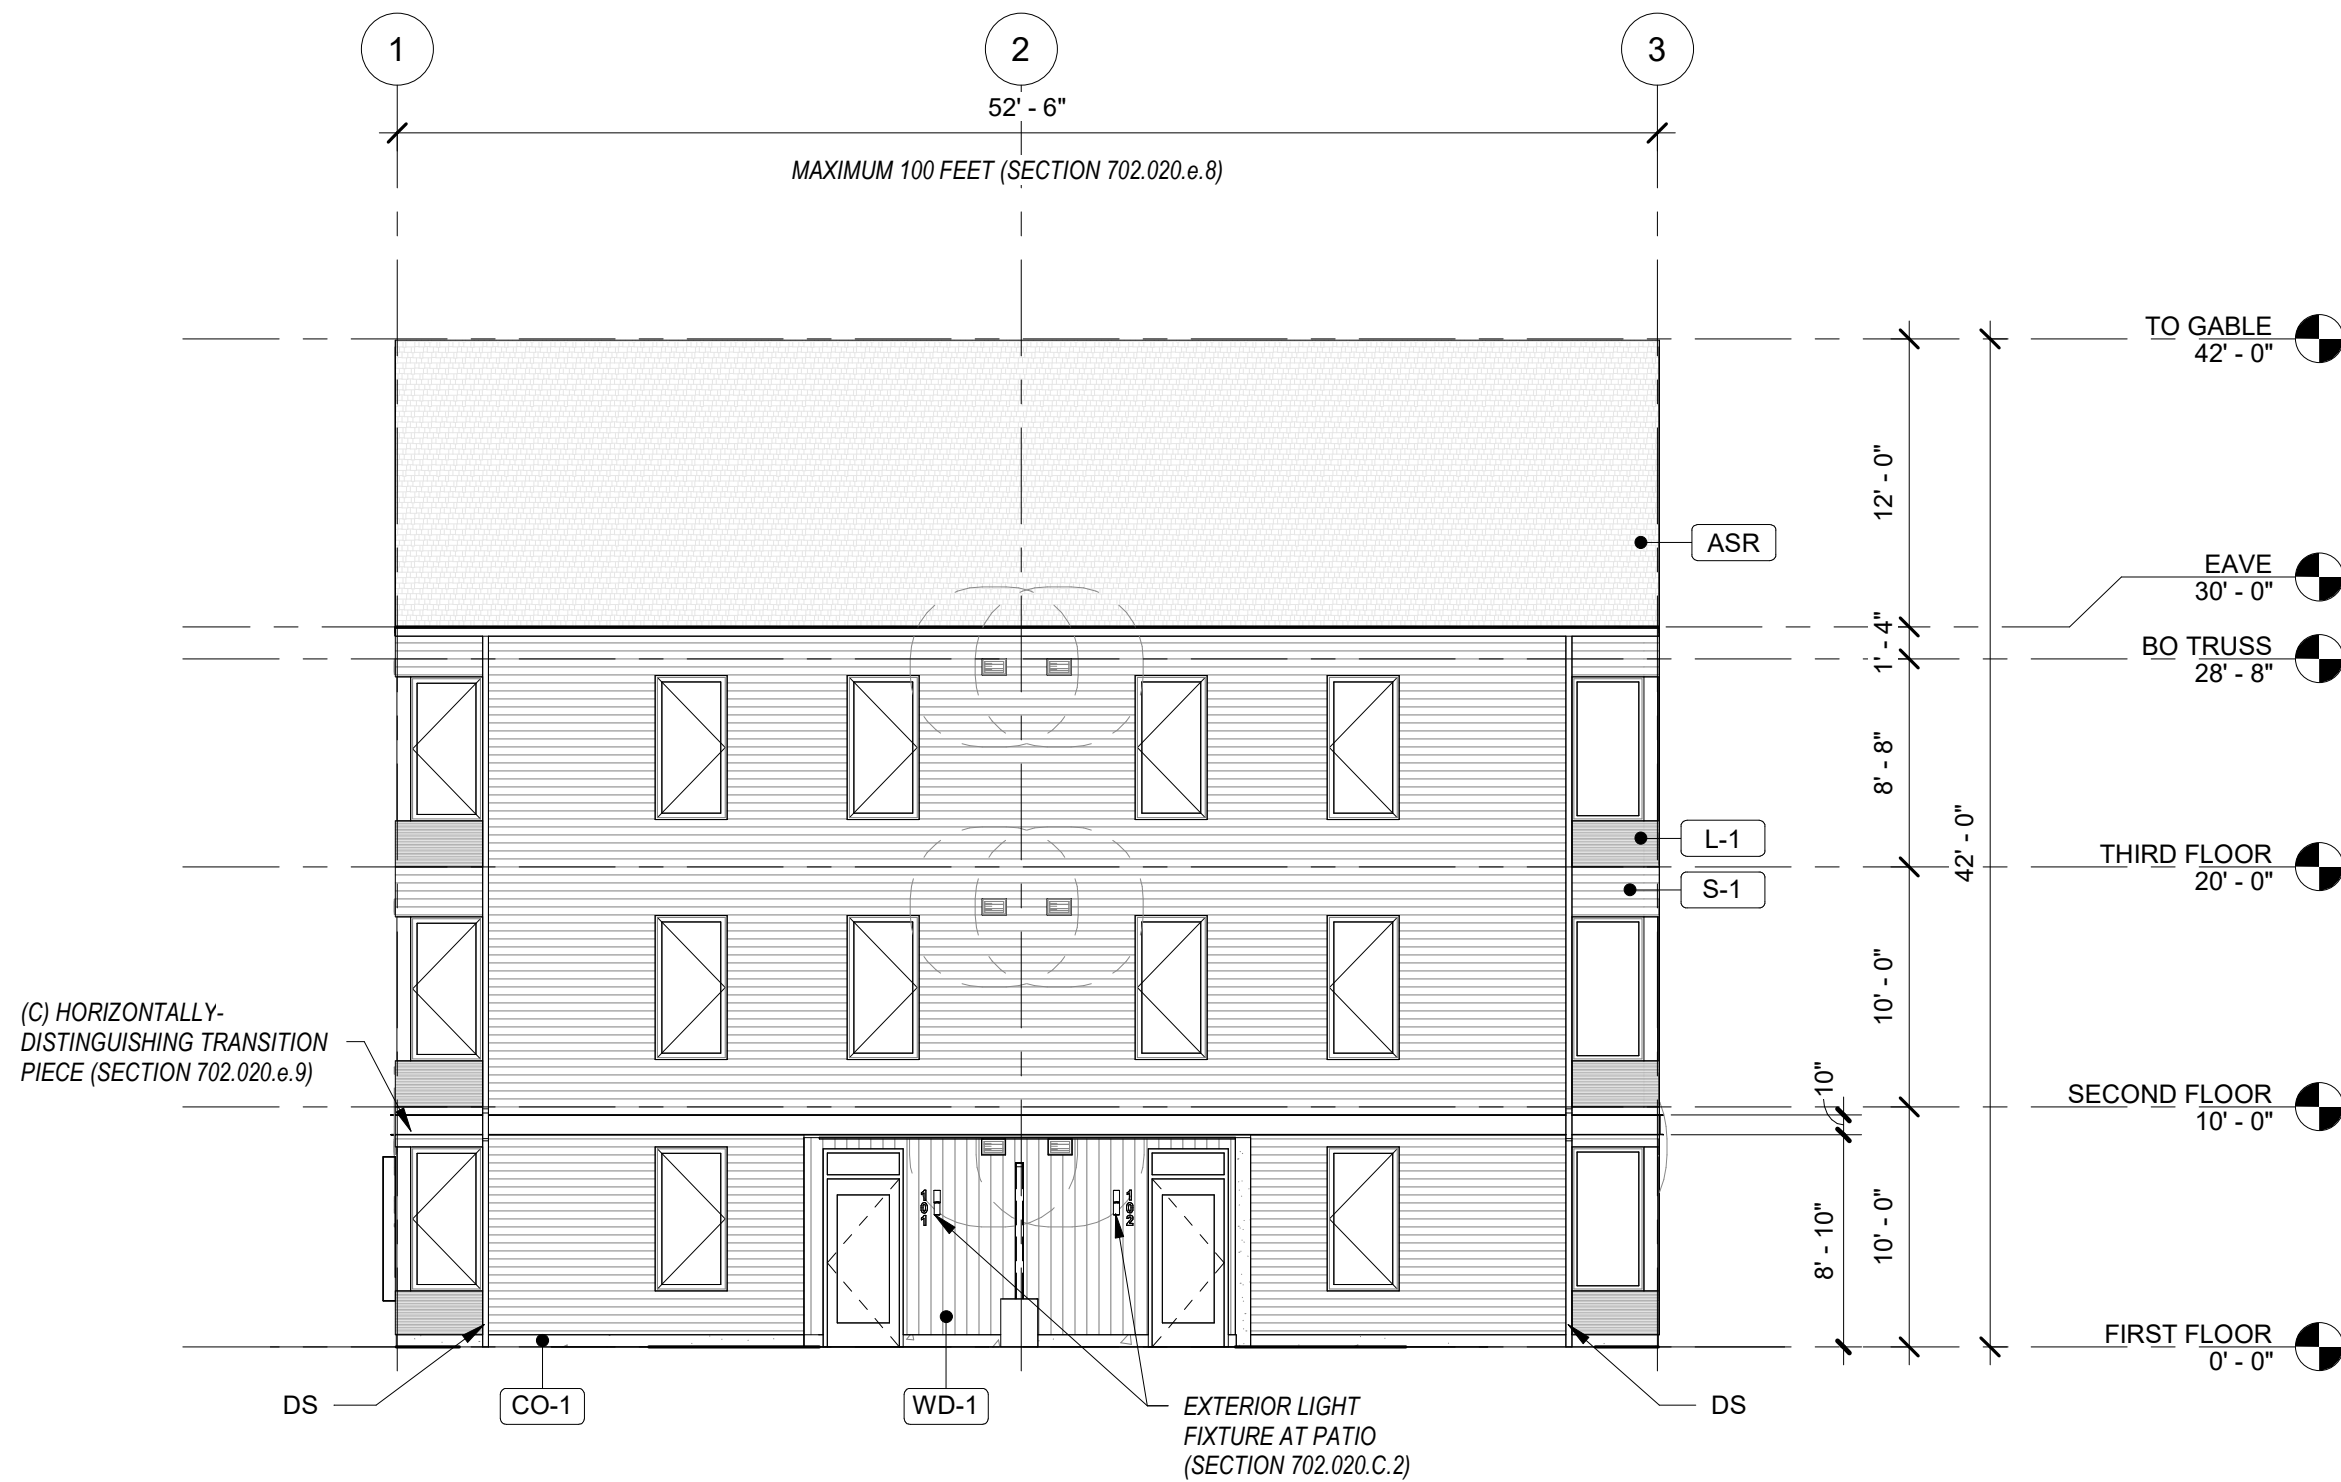 1
2
3
52' - 6"
MAXIMUM 100 FEET (SECTION 702.020.e.8)
TO GABLE
42' - 0"
12' - 0"
ASR
EAVE
30' - 0"
1' - 4"
BO TRUSS
28' - 8"
8' - 8"
42' - 0"
L-1
THIRD FLOOR
20' - 0"
S-1
10' - 0"
(C) HORIZONTALLY-
DISTINGUISHING TRANSITION
PIECE (SECTION 702.020.e.9)
10"
SECOND FLOOR
10' - 0"
101
102
8' - 10"
10' - 0"
FIRST FLOOR
0' - 0"
DS
CO-1
WD-1
EXTERIOR LIGHT
FIXTURE AT PATIO
(SECTION 702.020.C.2)
DS